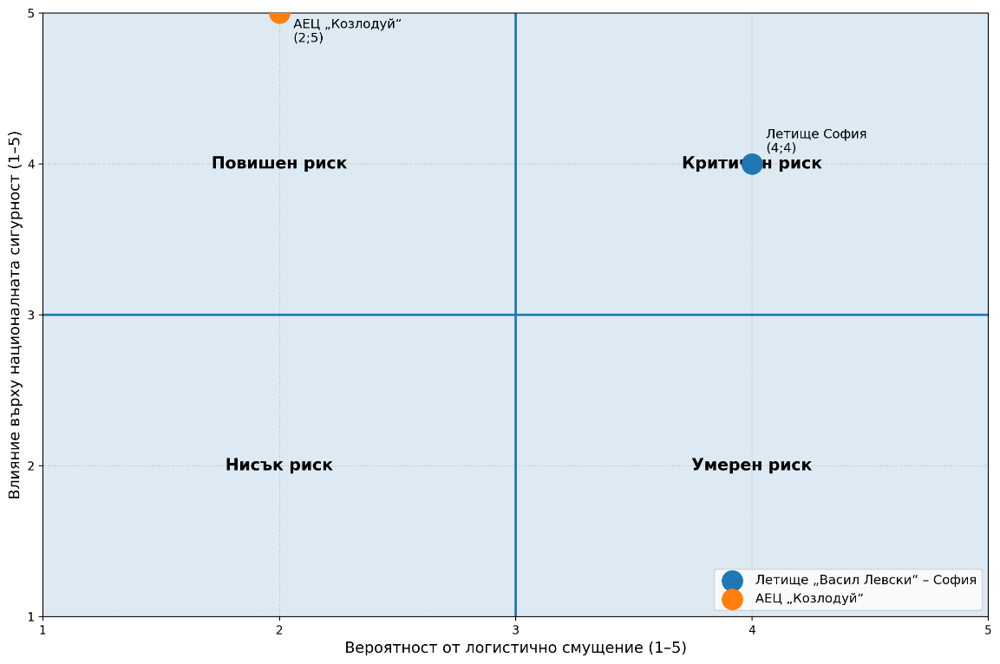 5
АЕЦ „Козлодуй“
(2;5)
Летище София
(4;4)
4
Повишен риск
Критичен риск
Влияние върху националната сигурност (1–5)
3
2
Нисък риск
Умерен риск
Летище „Васил Левски“ – София
АЕЦ „Козлодуй“
1
1
2
3
4
5
Вероятност от логистично смущение (1–5)